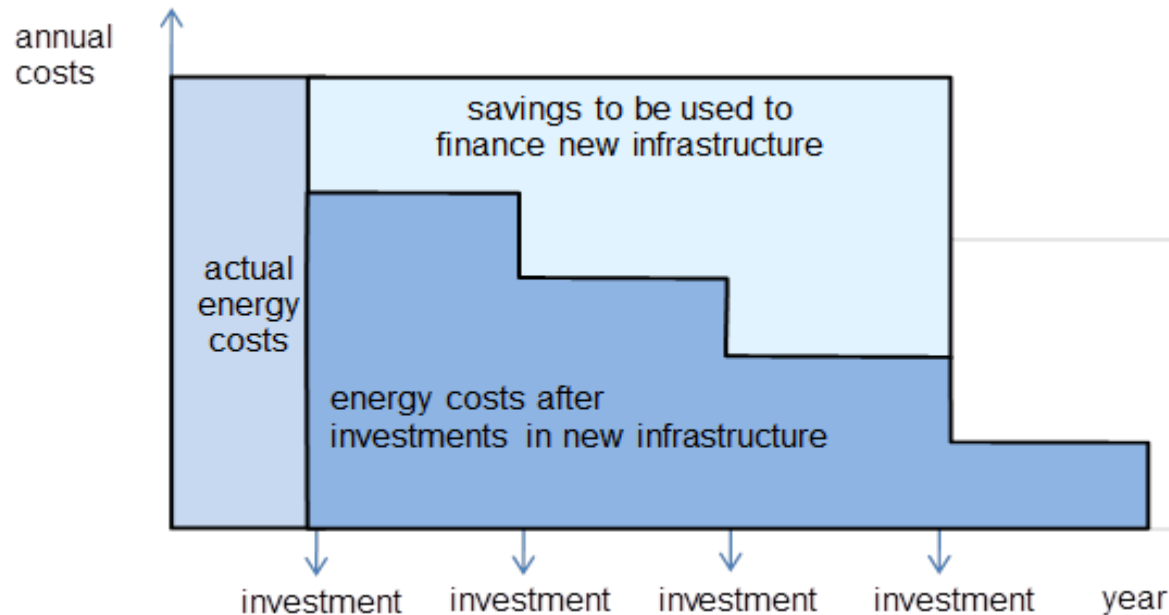 annual
costs
savings to be used to
finance new infrastructure
actual
energy
costs
energy costs after
investments in new infrastructure
investment
investment
investment
investment
year